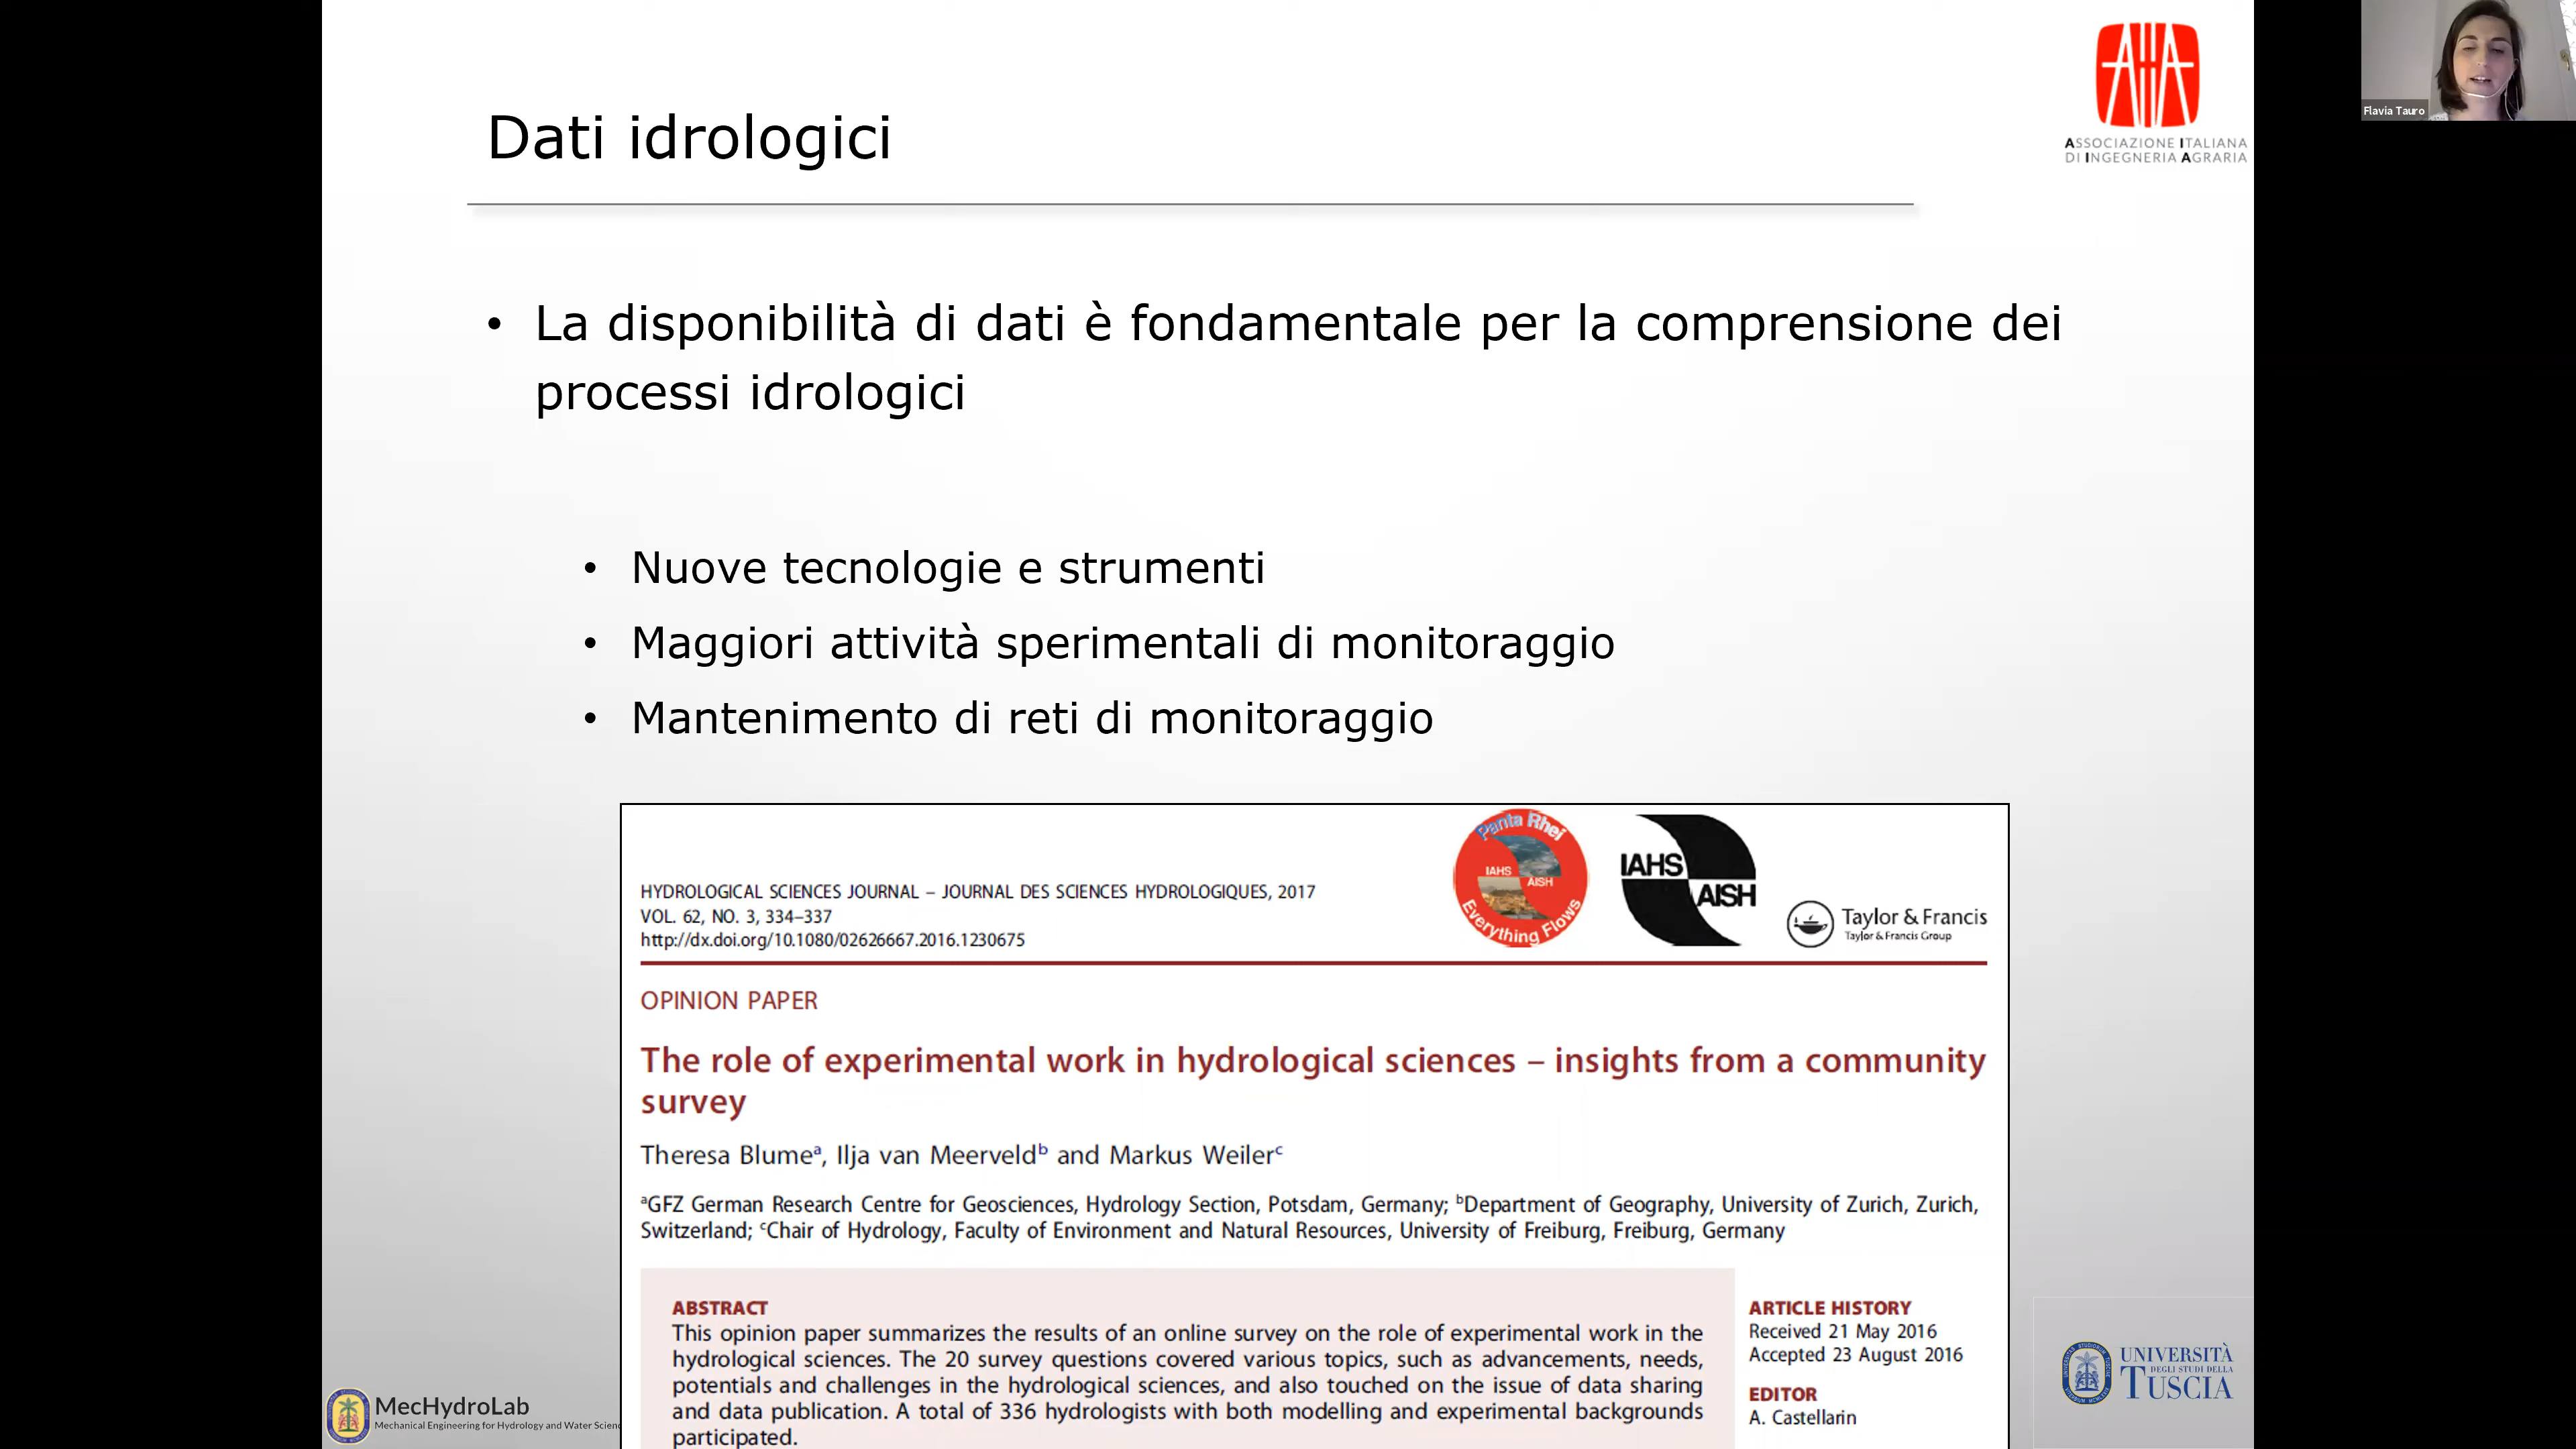 Dati idrologici
ASSOCIAZIONE ITALIANA
DI INGEGNERIA AGRARIA
Flavia Tauro
• La disponibilità di dati è fondamentale per la comprensione dei
processi idrologici
• Nuove tecnologie e strumenti
• Maggiori attività sperimentali di monitoraggio
• Mantenimento di reti di monitoraggio
Panta Rhei
IAHS
AISH
Everything Flows
IAHS
AISH
Taylor & Francis
Taylor & Francis Group
HYDROLOGICAL SCIENCES JOURNAL – JOURNAL DES SCIENCES HYDROLOGIQUES, 2017
VOL. 62, NO. 3, 334–337
http://dx.doi.org/10.1080/02626667.2016.1230675
OPINION PAPER
The role of experimental work in hydrological sciences – insights from a community
survey
Theresa Blumeᵃ, Ilja van Meerveldᵇ and Markus Weilerᶜ
ᵃGFZ German Research Centre for Geosciences, Hydrology Section, Potsdam, Germany; ᵇDepartment of Geography, University of Zurich, Zurich,
Switzerland; ᶜChair of Hydrology, Faculty of Environment and Natural Resources, University of Freiburg, Freiburg, Germany
ABSTRACT
This opinion paper summarizes the results of an online survey on the role of experimental work in the
hydrological sciences. The 20 survey questions covered various topics, such as advancements, needs,
potentials and challenges in the hydrological sciences, and also touched on the issue of data sharing
and data publication. A total of 336 hydrologists with both modelling and experimental backgrounds
participated.
ARTICLE HISTORY
Received 21 May 2016
Accepted 23 August 2016
EDITOR
A. Castellarin
MecHydroLab
Mechanical Engineering for Hydrology and Water Scienc
UNIVERSITÀ
DEGLI STUDI DELLA
TUSCIA